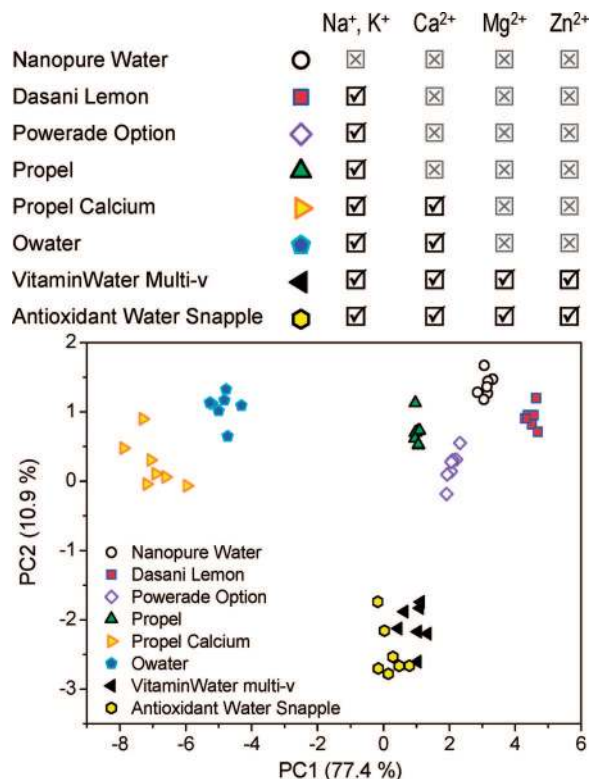 Na⁺, K⁺ Ca²⁺ Mg²⁺ Zn²⁺
Nanopure Water
Dasani Lemon
Powerade Option
Propel
Propel Calcium
Owater
VitaminWater Multi-v
Antioxidant Water Snapple
2
1
0
-1
-2
-3
PC2 (10.9 %)
Nanopure Water
Dasani Lemon
Powerade Option
Propel
Propel Calcium
Owater
VitaminWater multi-v
Antioxidant Water Snapple
-8 -6 -4 -2 0 2 4 6
PC1 (77.4 %)